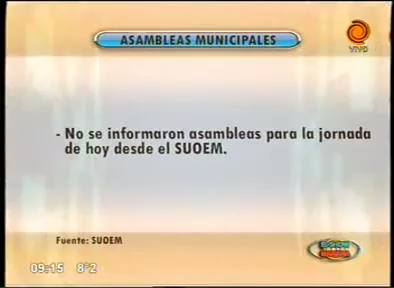 ASAMBLEAS MUNICIPALES
VIVO
- No se informaron asambleas para la jornada
de hoy desde el SUOEM.
Fuente: SUOEM
09:15 8°2